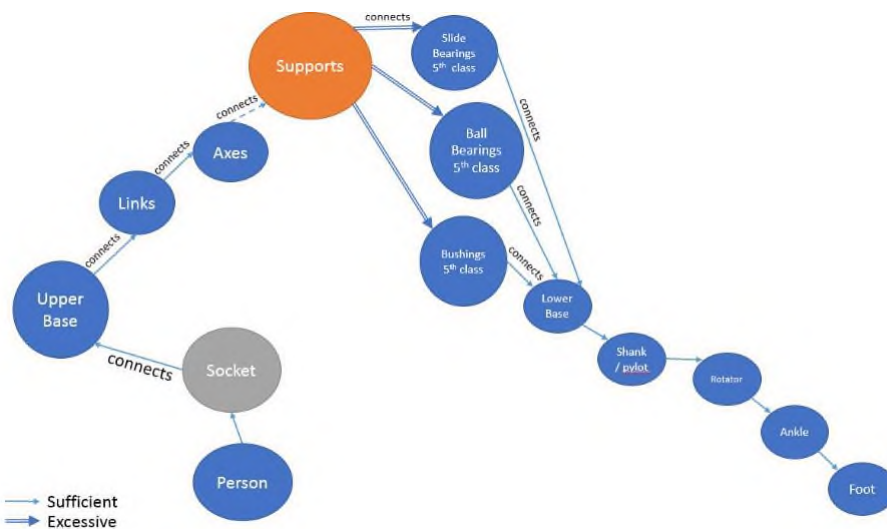 connects
Slide
Bearings
5th class
Supports
connects
connects
Ball
Bearings
5th class
Axes
connects
connects
Links
connects
Bushings
5th class
connects
Upper
Base
Lower
Base
connects
Socket
Shank
/ pylot
Rotator
Ankle
Person
Foot
Sufficient
Excessive